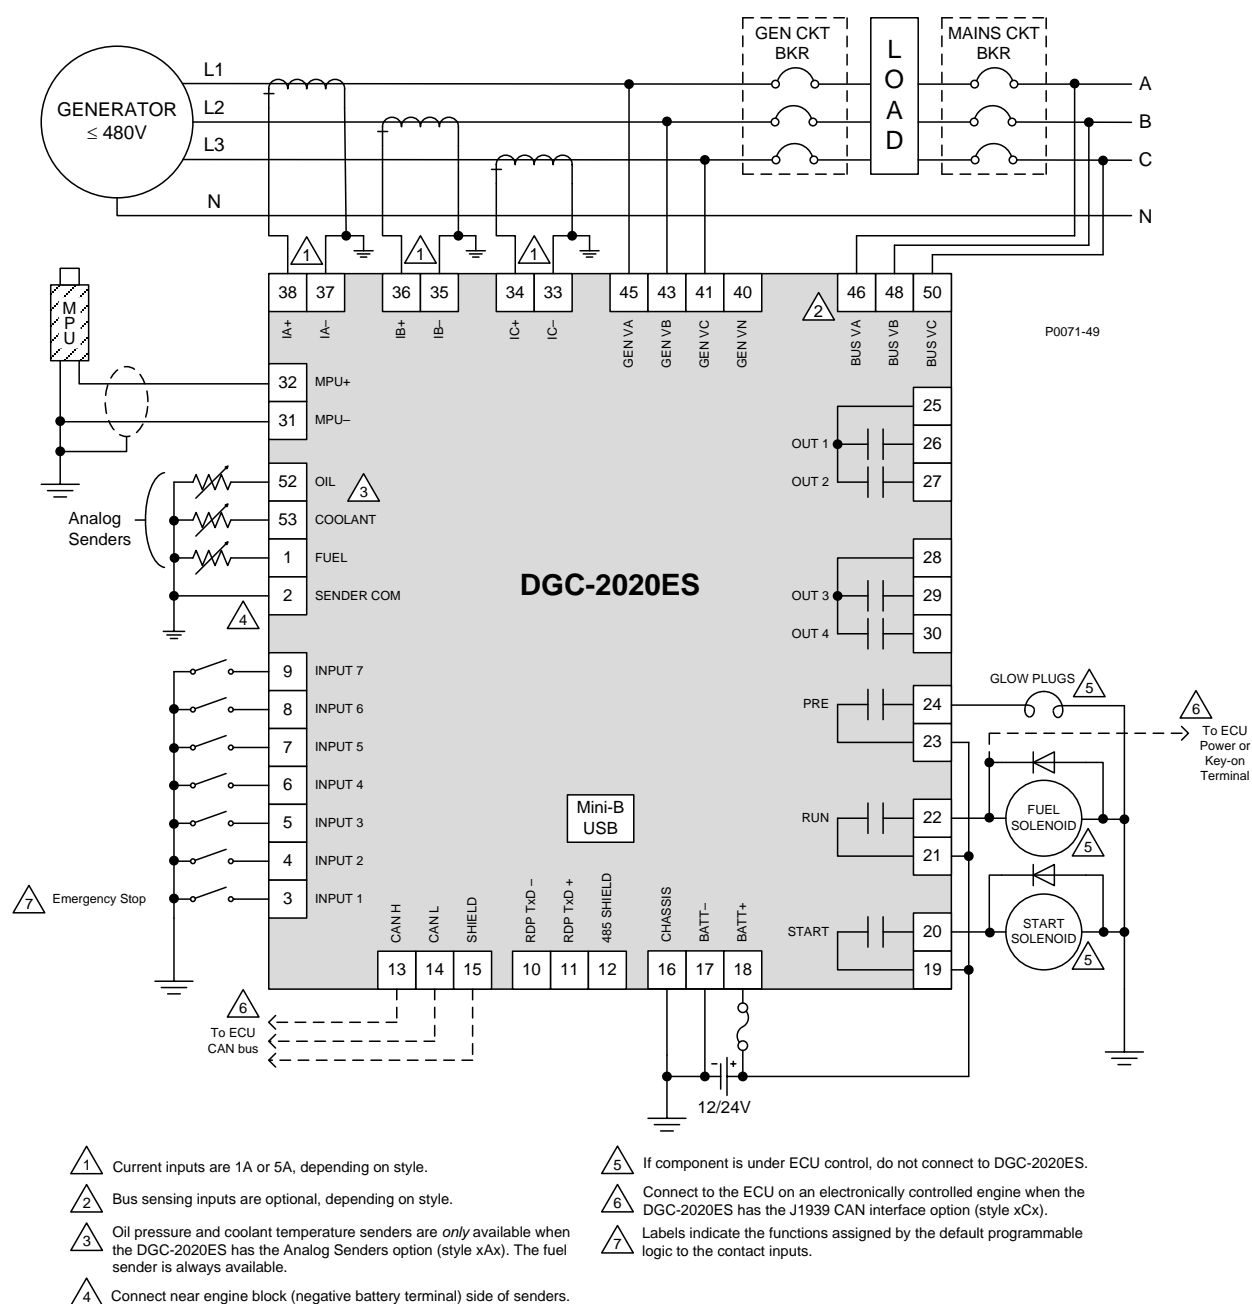 GEN CKT
BKR
MAINS CKT
BKR
L
O
A
D
GENERATOR
≤ 480V
L1
L2
L3
N
A
B
C
N
1
1
1
38
37
36
35
34
33
45
43
41
40
2
46
48
50
IA+
IA–
IB+
IB–
IC+
IC–
GEN VA
GEN VB
GEN VC
GEN VN
BUS VA
BUS VB
BUS VC
P0071-49
MPU
32
MPU+
31
MPU–
Analog
Senders
52
OIL
3
53
COOLANT
1
FUEL
2
SENDER COM
4
DGC-2020ES
25
OUT 1
26
OUT 2
27
28
OUT 3
29
OUT 4
30
9
INPUT 7
8
INPUT 6
7
INPUT 5
6
INPUT 4
5
INPUT 3
4
INPUT 2
7
Emergency Stop
3
INPUT 1
Mini-B
USB
PRE
24
23
GLOW PLUGS
5
6
To ECU
Power or
Key-on
Terminal
RUN
22
21
FUEL
SOLENOID
5
START
20
19
START
SOLENOID
5
CAN H
CAN L
SHIELD
RDP TxD –
RDP TxD +
485 SHIELD
CHASSIS
BATT–
BATT+
13
14
15
10
11
12
16
17
18
6
To ECU
CAN bus
-
+
12/24V
1
Current inputs are 1A or 5A, depending on style.
2
Bus sensing inputs are optional, depending on style.
3
Oil pressure and coolant temperature senders are only available when
the DGC-2020ES has the Analog Senders option (style xAx). The fuel
sender is always available.
4
Connect near engine block (negative battery terminal) side of senders.
5
If component is under ECU control, do not connect to DGC-2020ES.
6
Connect to the ECU on an electronically controlled engine when the
DGC-2020ES has the J1939 CAN interface option (style xCx).
7
Labels indicate the functions assigned by the default programmable
logic to the contact inputs.